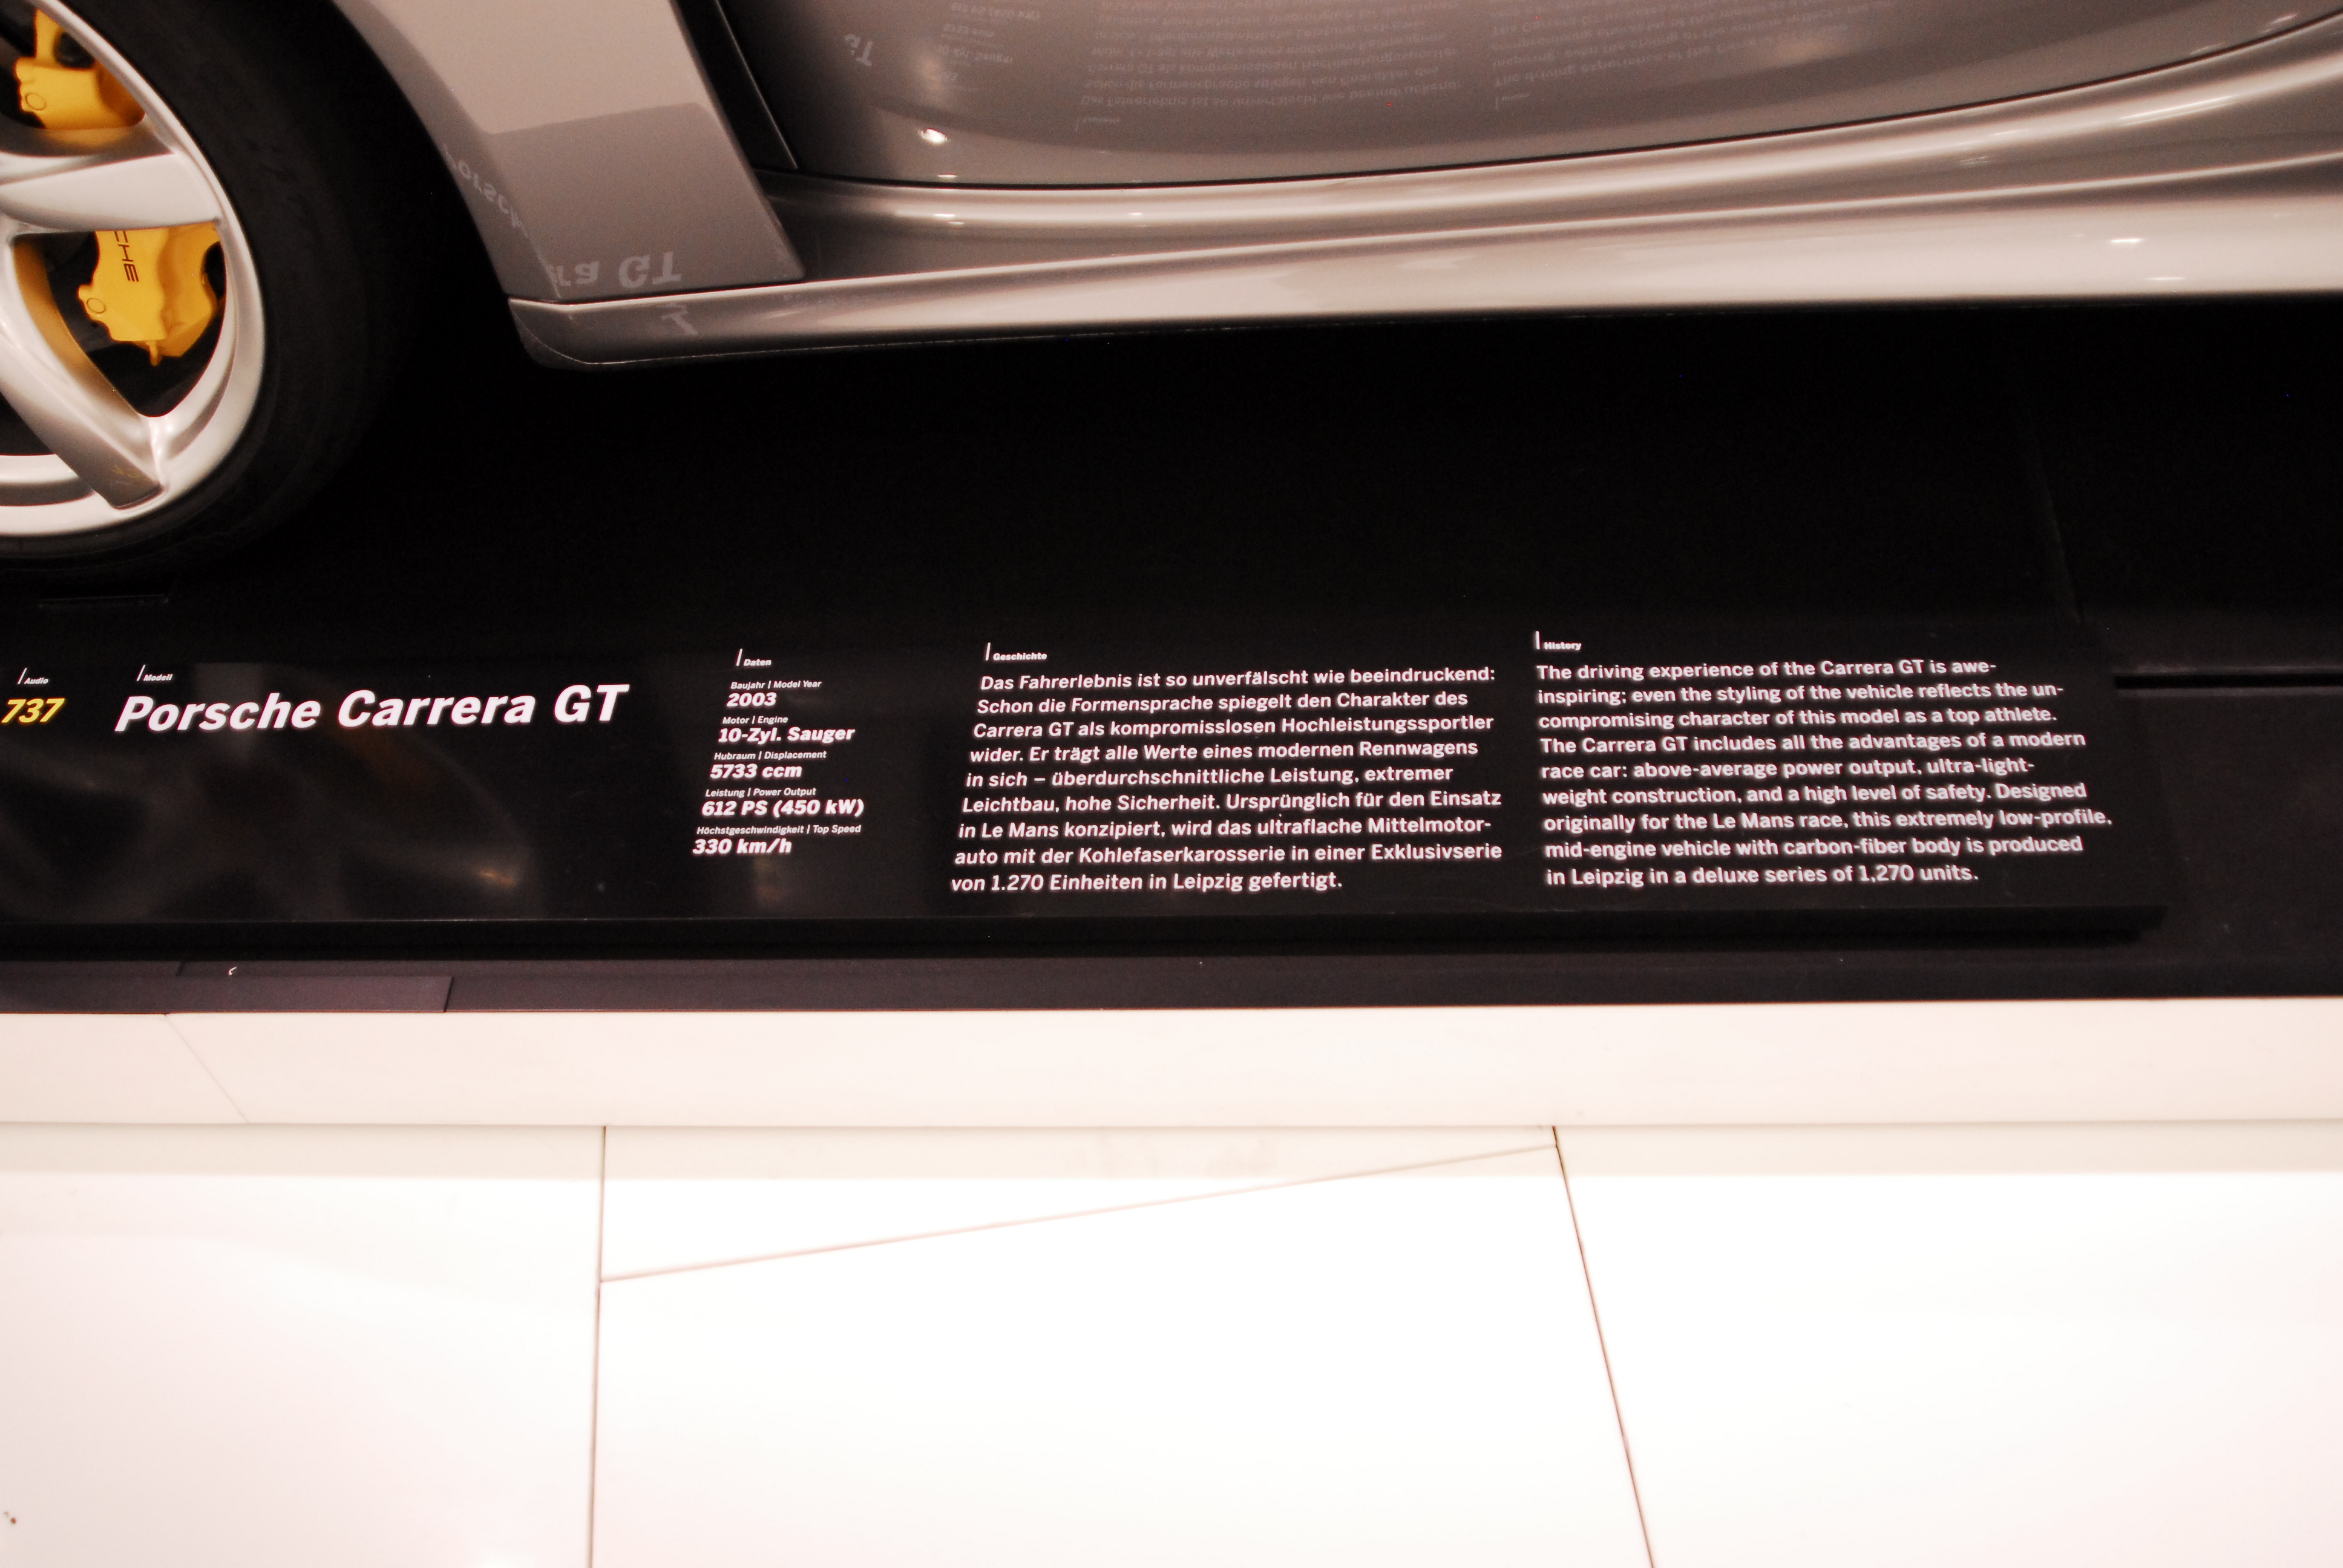 CHE
Audio
737
Modell
Porsche Carrera GT
Daten
Baujahr | Model Year
2003
Motor | Engine
10-Zyl. Sauger
Hubraum | Displacement
5733 ccm
Leistung | Power Output
612 PS (450 kW)
Höchstgeschwindigkeit | Top Speed
330 km/h
Geschichte
Das Fahrerlebnis ist so unverfälscht wie beeindruckend:
Schon die Formensprache spiegelt den Charakter des
Carrera GT als kompromisslosen Hochleistungssportler
wider. Er trägt alle Werte eines modernen Rennwagens
in sich – überdurchschnittliche Leistung, extremer
Leichtbau, hohe Sicherheit. Ursprünglich für den Einsatz
in Le Mans konzipiert, wird das ultraflache Mittelmotor-
auto mit der Kohlefaserkarosserie in einer Exklusivserie
von 1.270 Einheiten in Leipzig gefertigt.
History
The driving experience of the Carrera GT is awe-
inspiring; even the styling of the vehicle reflects the un-
compromising character of this model as a top athlete.
The Carrera GT includes all the advantages of a modern
race car: above-average power output, ultra-light-
weight construction, and a high level of safety. Designed
originally for the Le Mans race, this extremely low-profile,
mid-engine vehicle with carbon-fiber body is produced
in Leipzig in a deluxe series of 1,270 units.